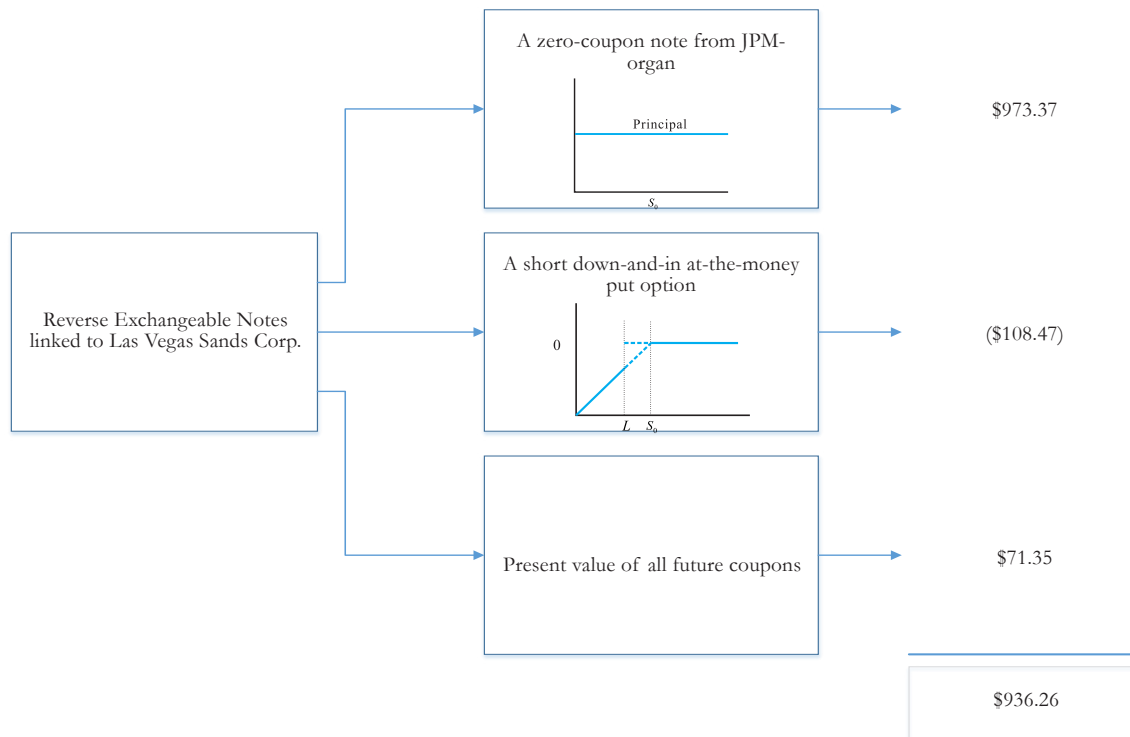 A zero-coupon note from JPM-
organ
Principal
S₀
$973.37
Reverse Exchangeable Notes
linked to Las Vegas Sands Corp.
A short down-and-in at-the-money
put option
0
L S₀
($108.47)
Present value of all future coupons
$71.35
$936.26